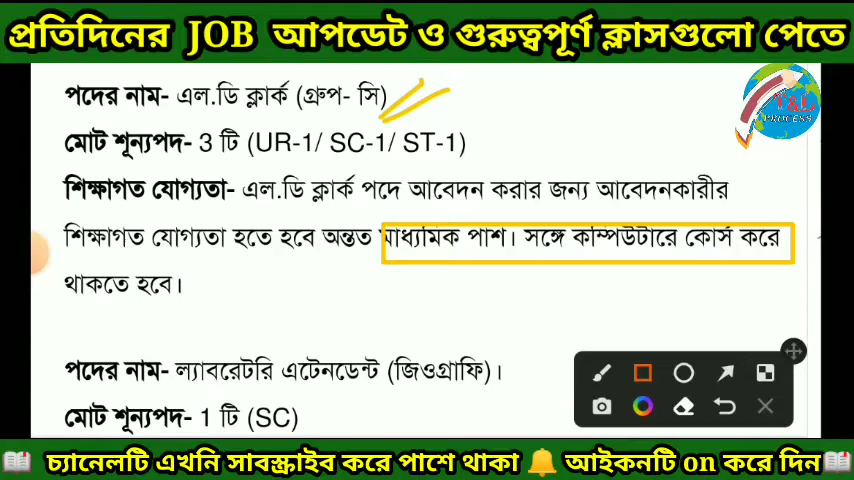 প্রতিদিনের JOB আপডেট ও গুরুত্বপূর্ণ ক্লাসগুলো পেতে
পদের নাম- এল.ডি ক্লার্ক (গ্রুপ- সি)
মোট শূন্যপদ- 3 টি (UR-1/ SC-1/ ST-1)
শিক্ষাগত যোগ্যতা- এল.ডি ক্লার্ক পদে আবেদন করার জন্য আবেদনকারীর
শিক্ষাগত যোগ্যতা হতে হবে অন্তত মাধ্যমিক পাশ। সঙ্গে কম্পিউটারে কোর্স করে
থাকতে হবে।
পদের নাম- ল্যাবরেটরি এটেনডেন্ট (জিওগ্রাফি)।
মোট শূন্যপদ- 1 টি (SC)
T&L
PROCESS
চ্যানেলটি এখনি সাবস্ক্রাইব করে পাশে থাকা 🔔 আইকনটি on করে দিন